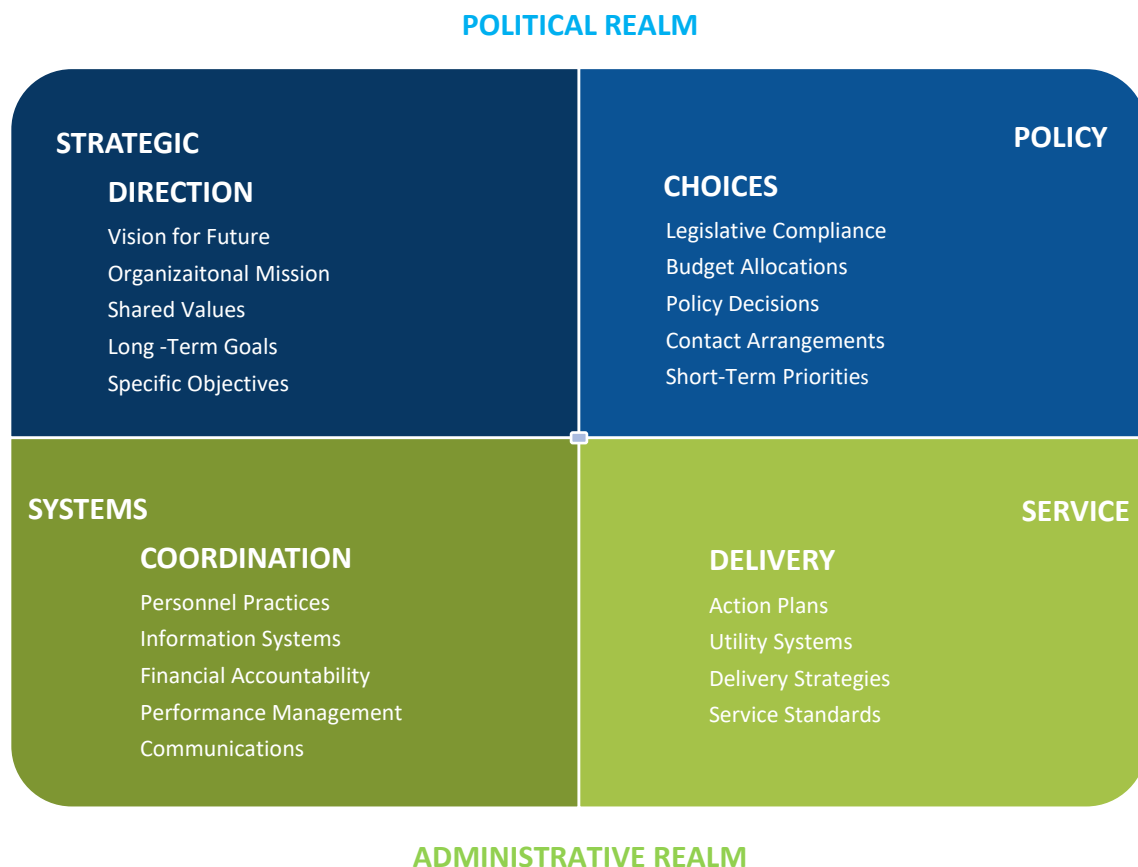 POLITICAL REALM
STRATEGIC
DIRECTION
Vision for Future
Organizaitonal Mission
Shared Values
Long -Term Goals
Specific Objectives
POLICY
CHOICES
Legislative Compliance
Budget Allocations
Policy Decisions
Contact Arrangements
Short-Term Priorities
SYSTEMS
COORDINATION
Personnel Practices
Information Systems
Financial Accountability
Performance Management
Communications
SERVICE
DELIVERY
Action Plans
Utility Systems
Delivery Strategies
Service Standards
ADMINISTRATIVE REALM